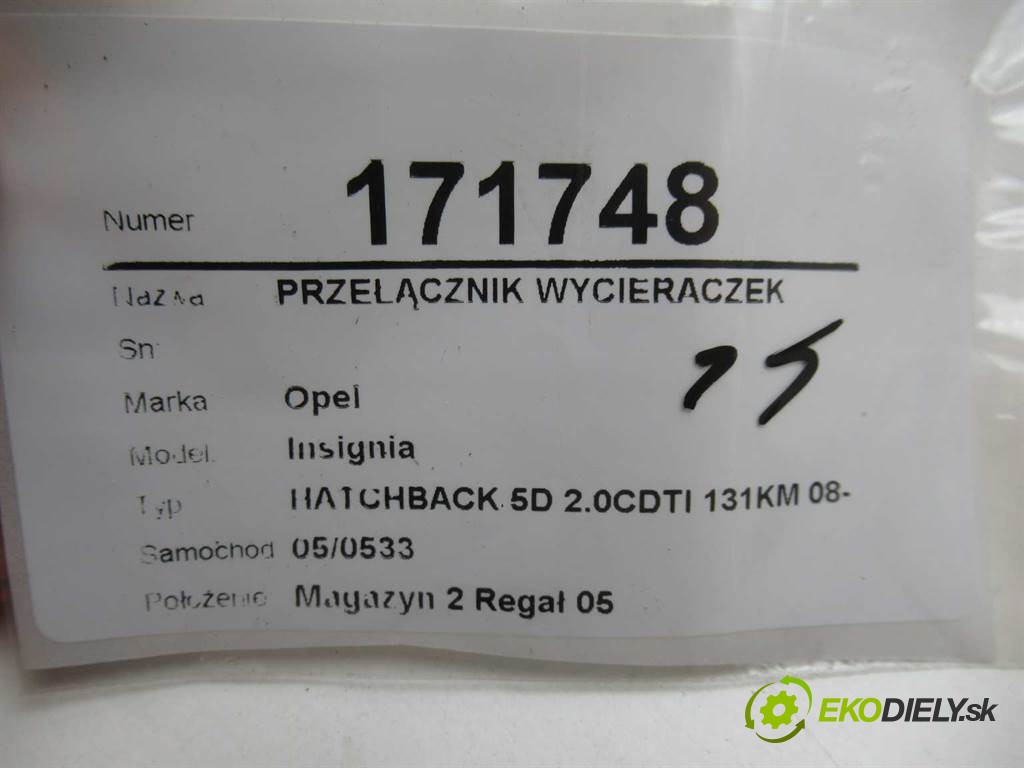 Numer 171748
Nazwa PRZEŁĄCZNIK WYCIERACZEK
Sn
Marka Opel
Model Insignia
Typ HATCHBACK 5D 2.0CDTI 131KM 08-
Samochod 05/0533
Położenie Magazyn 2 Regał 05
EKODIELY.sk